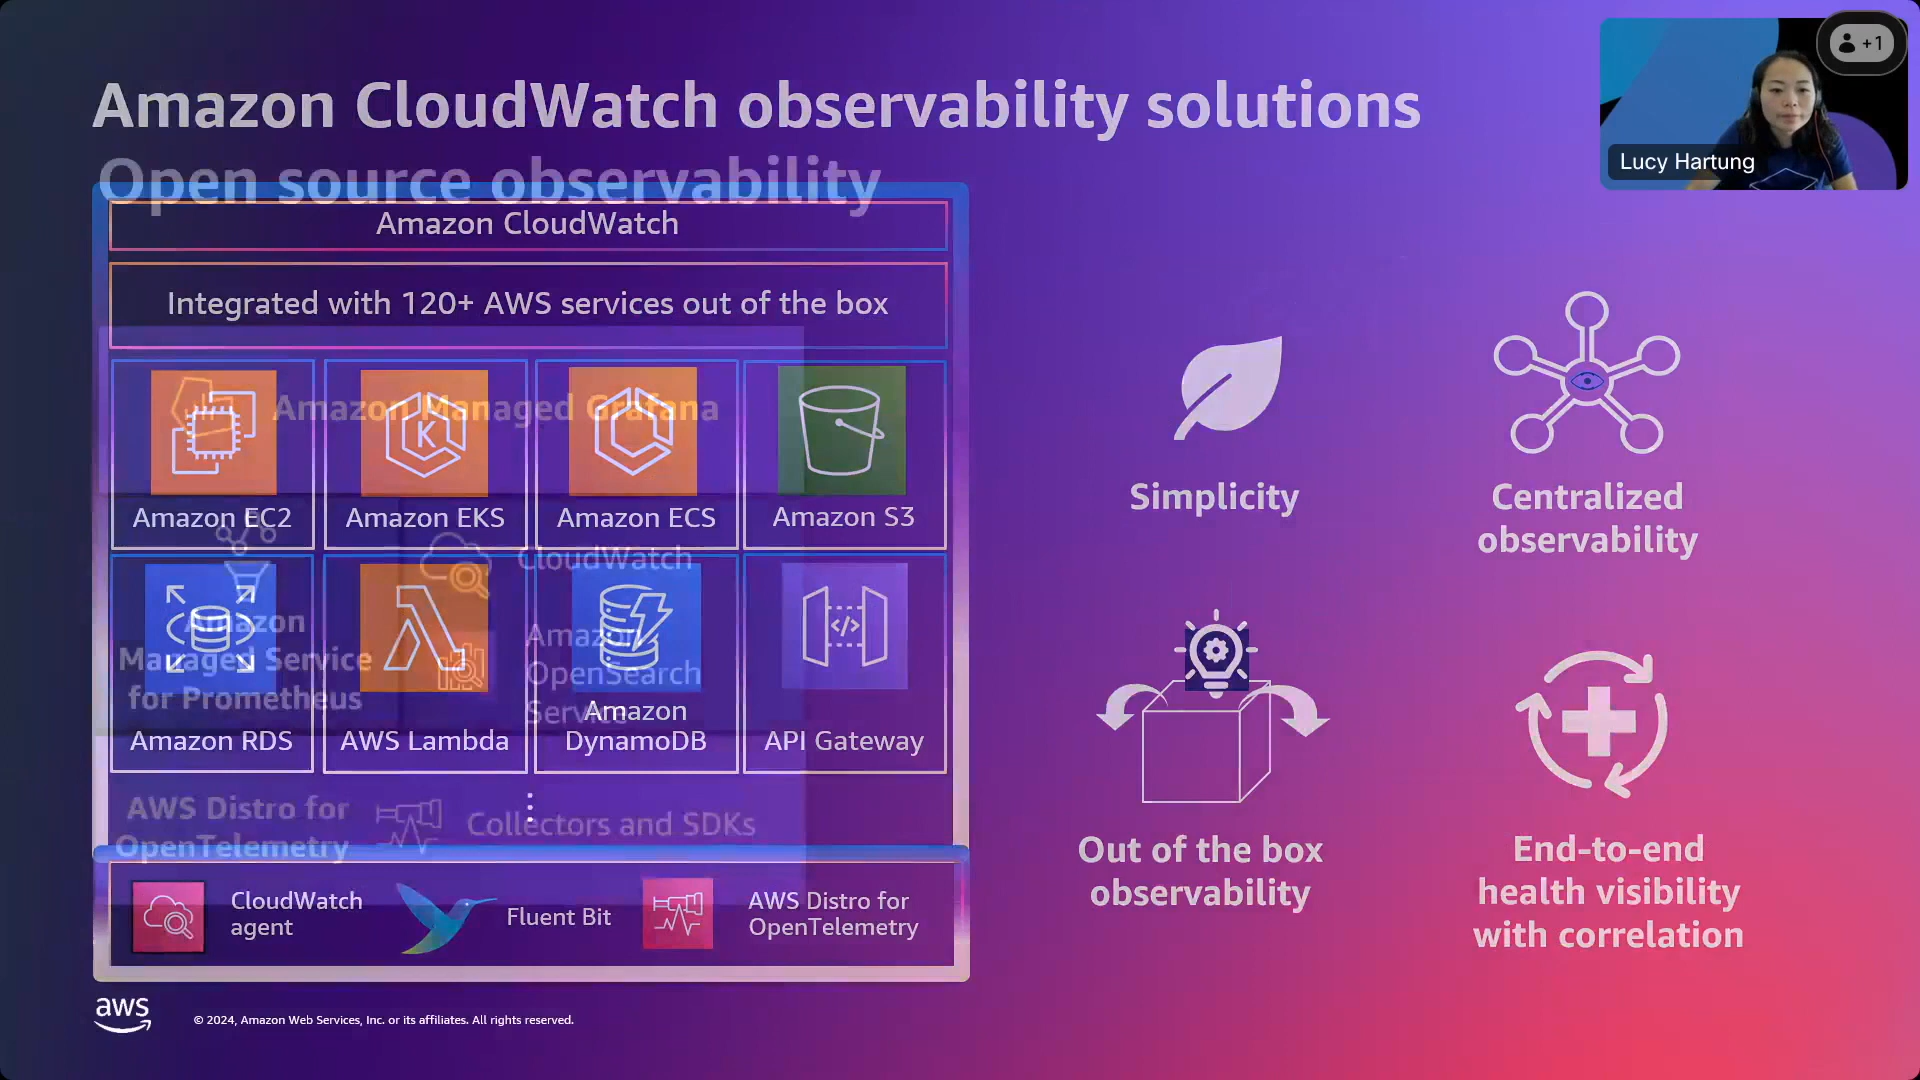 Amazon CloudWatch observability solutions
Open source observability
Amazon CloudWatch
Integrated with 120+ AWS services out of the box
Amazon Managed Grafana
Amazon EC2
Amazon EKS
Amazon ECS
Amazon S3
CloudWatch
Amazon
Managed Service
for Prometheus
Amazon
OpenSearch
Service
Amazon RDS
AWS Lambda
Amazon
DynamoDB
API Gateway
AWS Distro for
OpenTelemetry
Collectors and SDKs
CloudWatch
agent
Fluent Bit
AWS Distro for
OpenTelemetry
Simplicity
Centralized
observability
Out of the box
observability
End-to-end
health visibility
with correlation
+1
Lucy Hartung
aws
© 2024, Amazon Web Services, Inc. or its affiliates. All rights reserved.